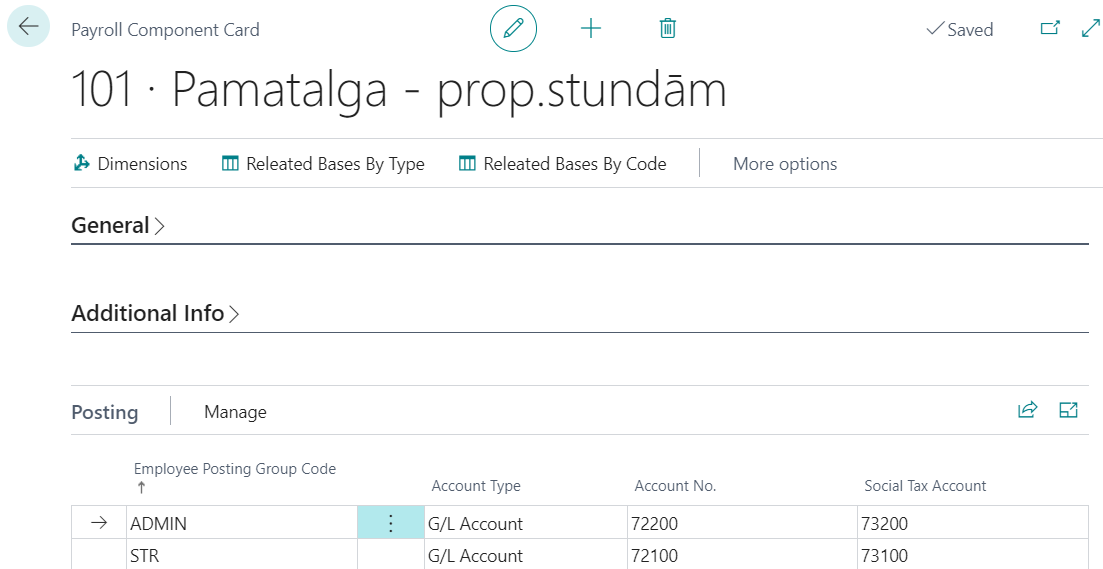 Payroll Component Card
Saved
101 · Pamatalga - prop.stundām
Dimensions Releated Bases By Type Releated Bases By Code More options
General
Additional Info
Posting Manage
Employee Posting Group Code Account Type Account No. Social Tax Account
ADMIN G/L Account 72200 73200
STR G/L Account 72100 73100